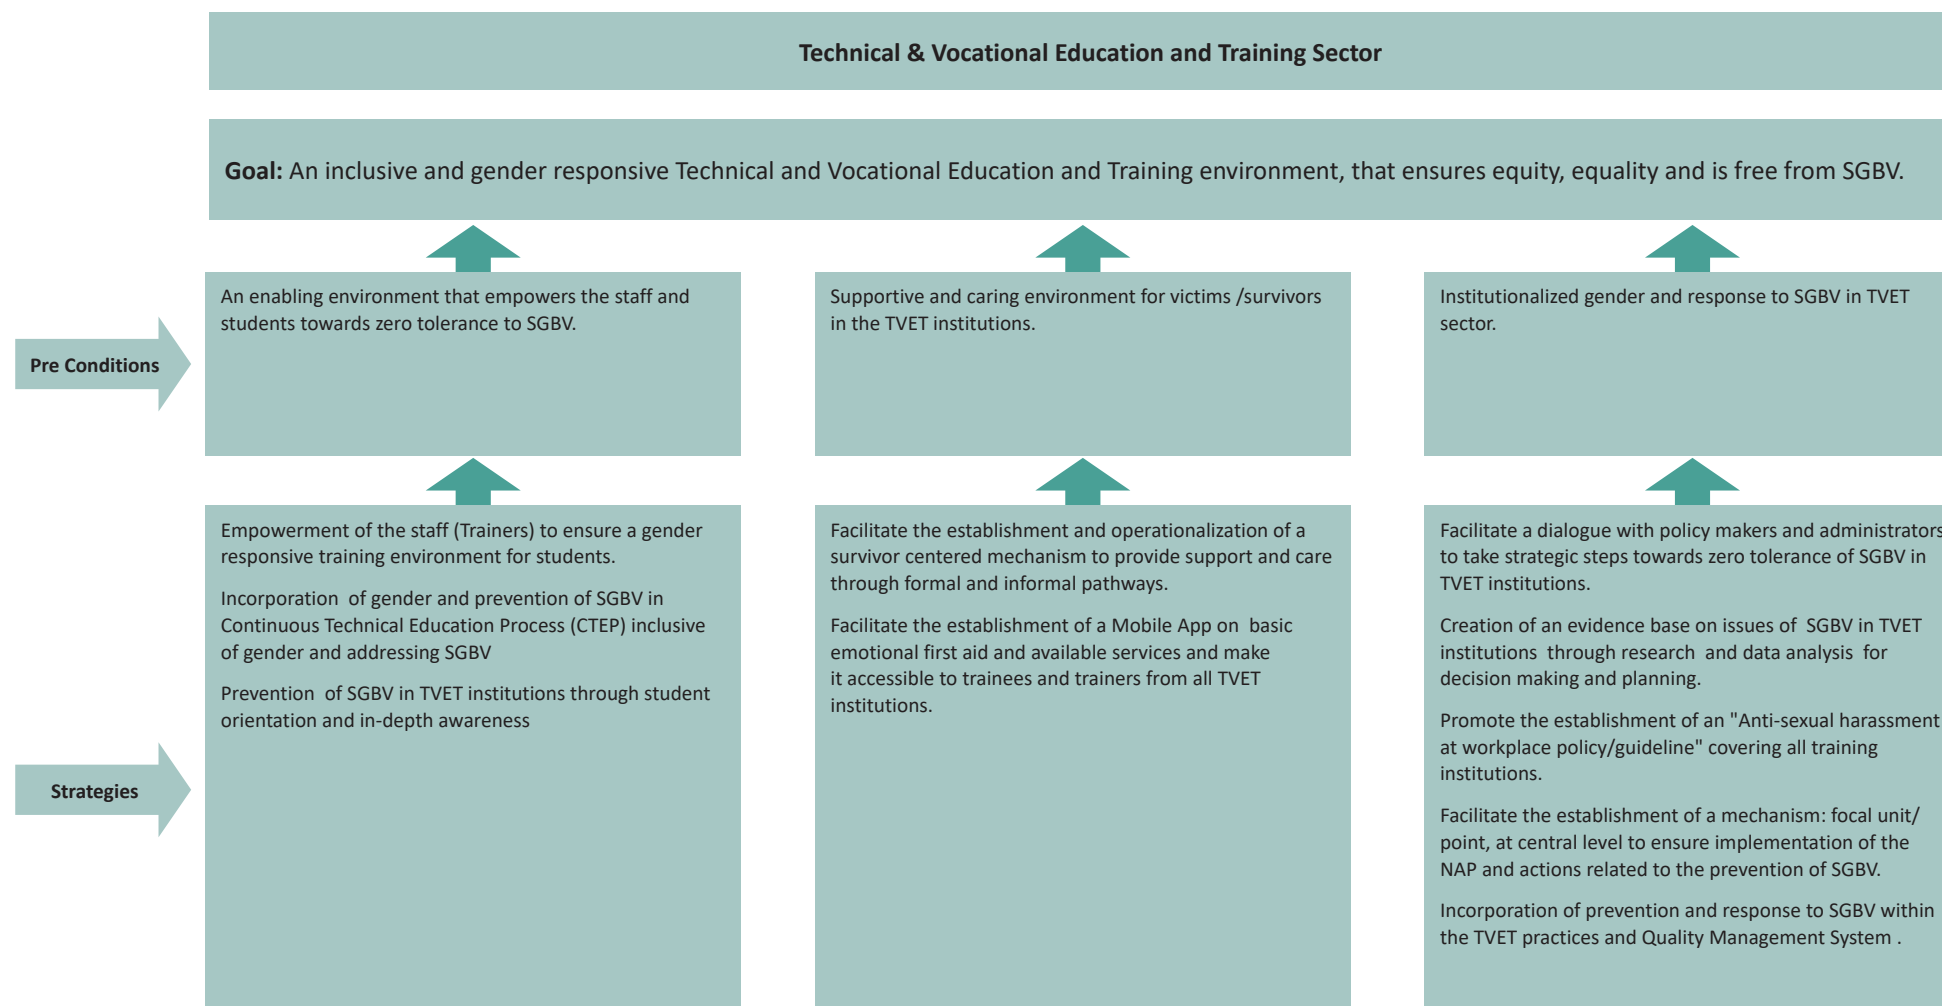 Technical & Vocational Education and Training Sector
Goal: An inclusive and gender responsive Technical and Vocational Education and Training environment, that ensures equity, equality and is free from SGBV.
Pre Conditions
An enabling environment that empowers the staff and
students towards zero tolerance to SGBV.
Supportive and caring environment for victims /survivors
in the TVET institutions.
Institutionalized gender and response to SGBV in TVET
sector.
Strategies
Empowerment of the staff (Trainers) to ensure a gender
responsive training environment for students.
Incorporation of gender and prevention of SGBV in
Continuous Technical Education Process (CTEP) inclusive
of gender and addressing SGBV
Prevention of SGBV in TVET institutions through student
orientation and in-depth awareness
Facilitate the establishment and operationalization of a
survivor centered mechanism to provide support and care
through formal and informal pathways.
Facilitate the establishment of a Mobile App on basic
emotional first aid and available services and make
it accessible to trainees and trainers from all TVET
institutions.
Facilitate a dialogue with policy makers and administrators
to take strategic steps towards zero tolerance of SGBV in
TVET institutions.
Creation of an evidence base on issues of SGBV in TVET
institutions through research and data analysis for
decision making and planning.
Promote the establishment of an "Anti-sexual harassment
at workplace policy/guideline" covering all training
institutions.
Facilitate the establishment of a mechanism: focal unit/
point, at central level to ensure implementation of the
NAP and actions related to the prevention of SGBV.
Incorporation of prevention and response to SGBV within
the TVET practices and Quality Management System .